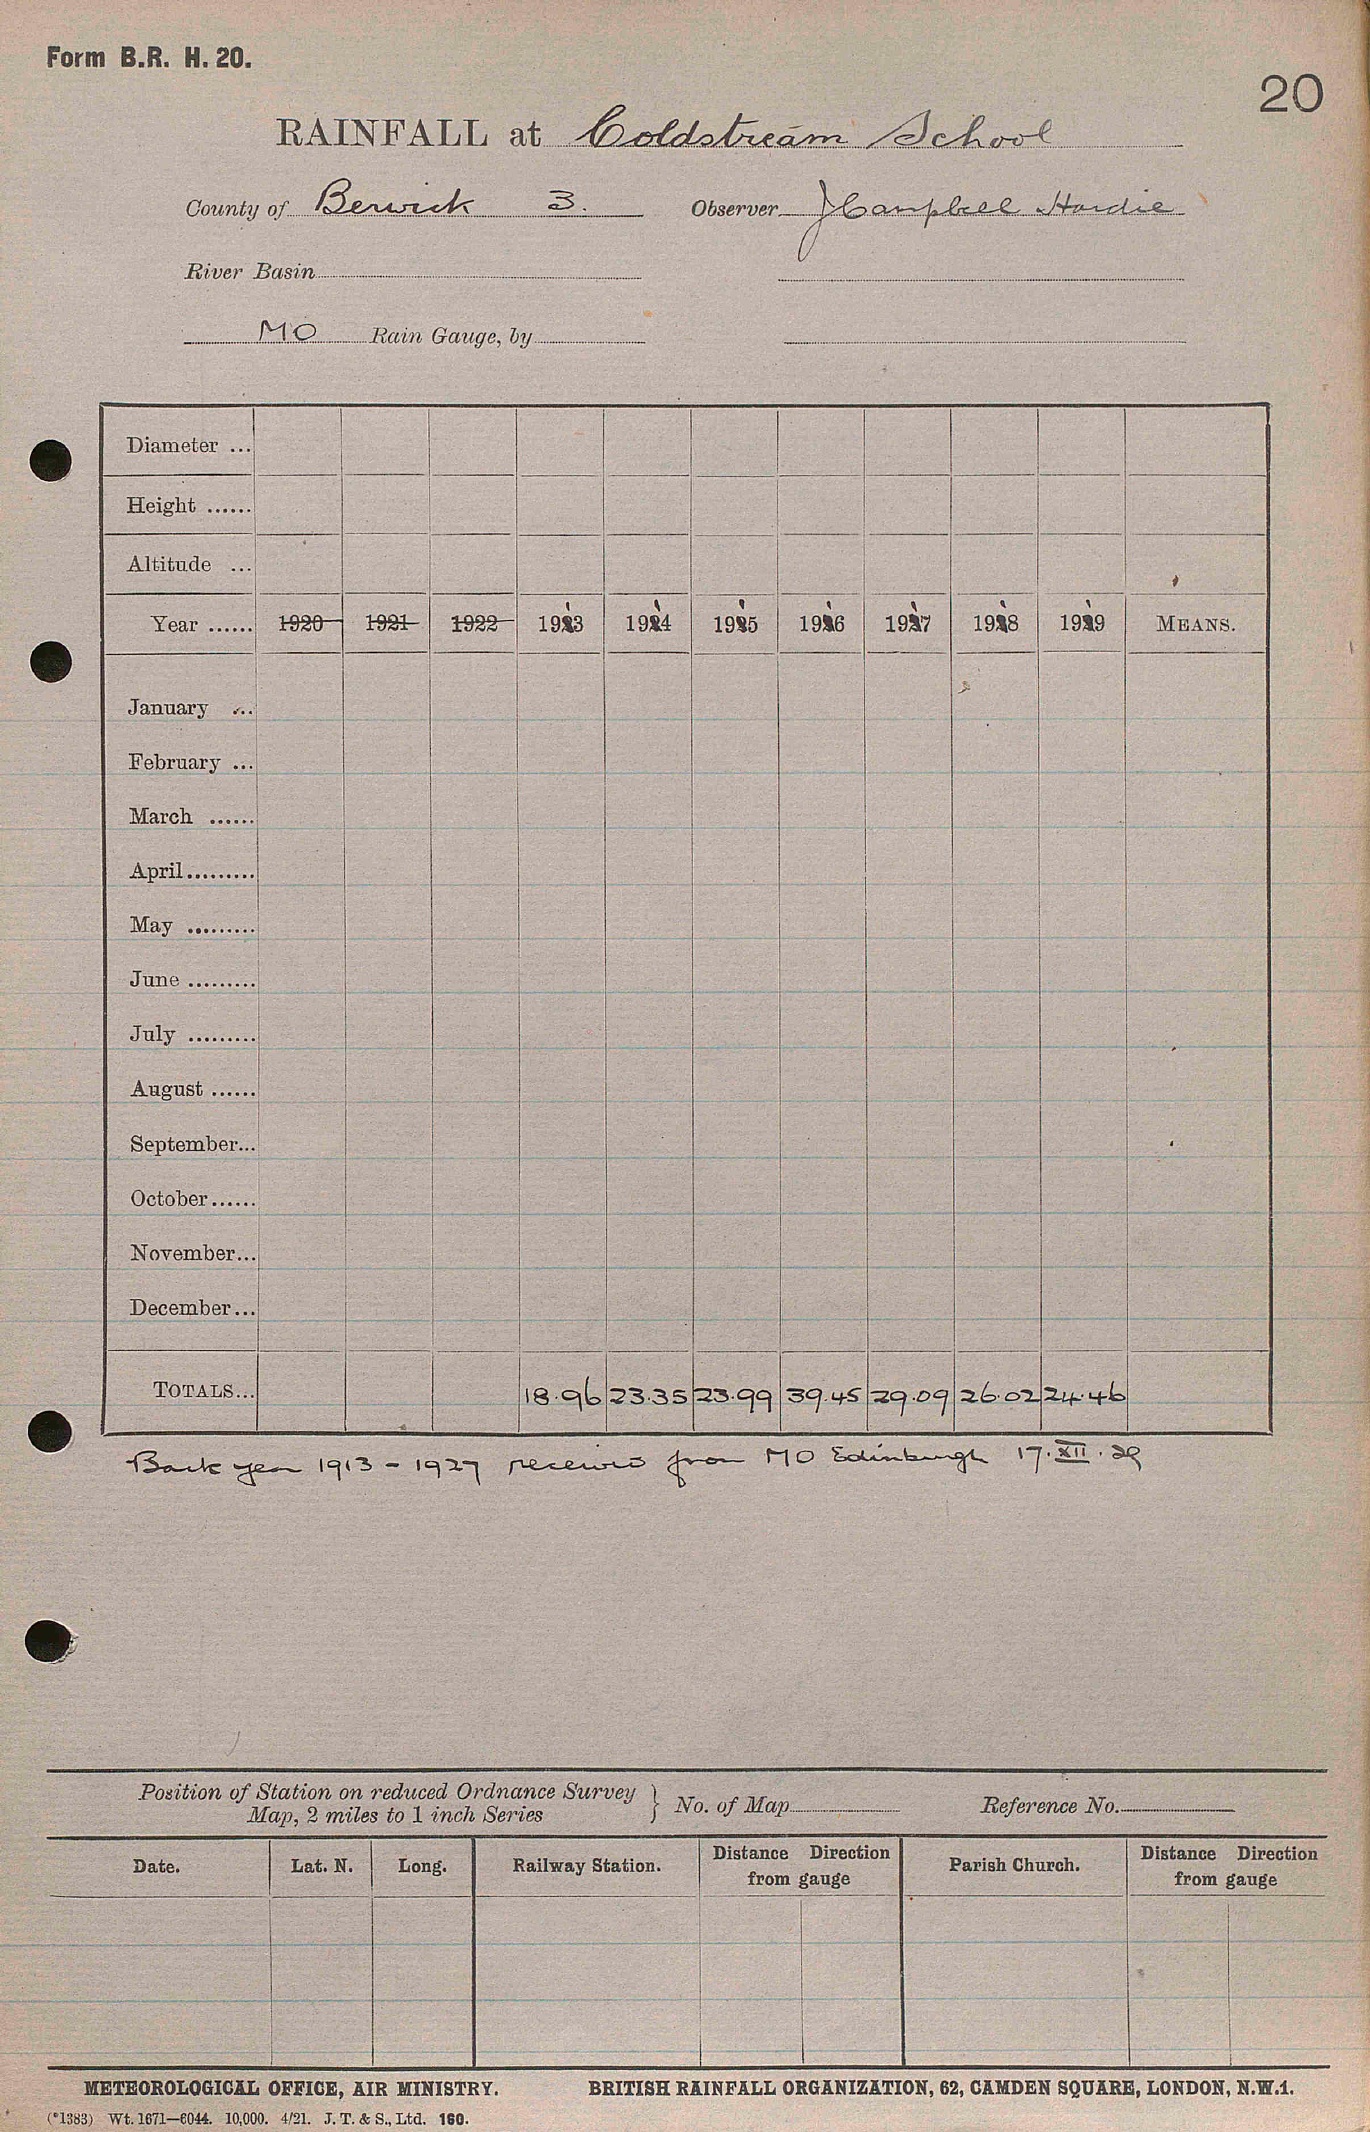 Form B.R. H. 20.
20
RAINFALL at Coldstream School
County of Berwick 3. Observer J Campbell Hardie
River Basin
MO Rain Gauge, by
Diameter ...
Height ......
Altitude ...
Year ...... 1920 1921 1922 1913 1914 1915 1916 1917 1918 1919 MEANS.
January ...
February ...
March ......
April.........
May .........
June .........
July .........
August ......
September...
October......
November...
December...
TOTALS... 18.96 23.35 23.99 39.45 29.09 26.02 24.46
Back year 1913 - 1927 received from MO Edinburgh 17.XII.29
Position of Station on reduced Ordnance Survey
Map, 2 miles to 1 inch Series } No. of Map Reference No.
Date. Lat. N. Long. Railway Station. Distance Direction from gauge Parish Church. Distance Direction from gauge
METEOROLOGICAL OFFICE, AIR MINISTRY. BRITISH RAINFALL ORGANIZATION, 62, CAMDEN SQUARE, LONDON, N.W.1.
(*1383) Wt. 1671—6044. 10,000. 4/21. J. T. & S., Ltd. 160.